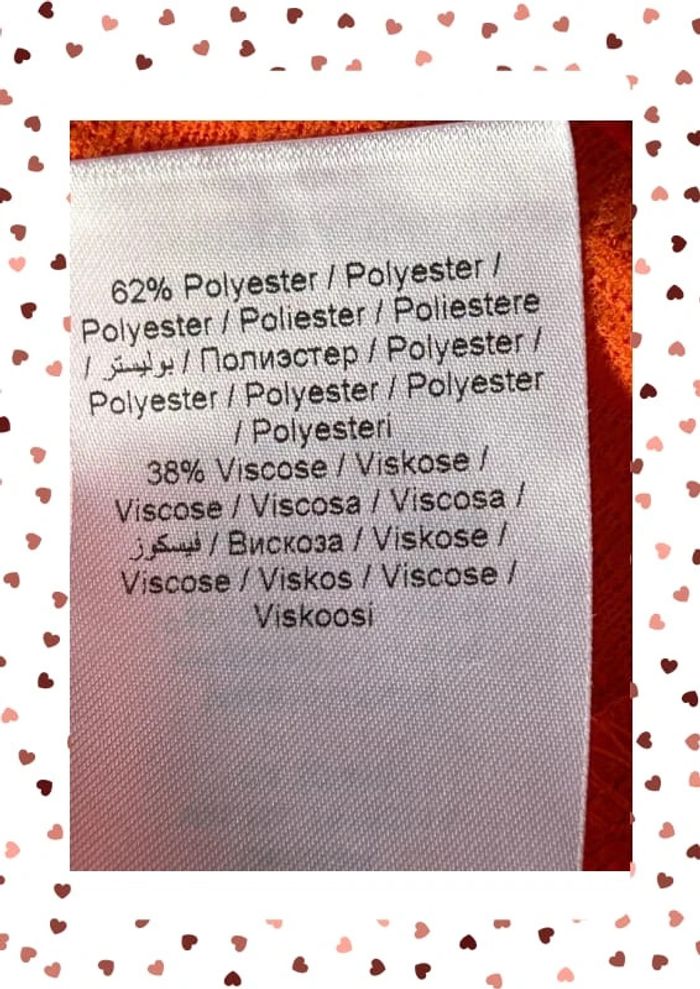 62% Polyester / Polyester /
Polyester / Poliester / Poliestere
/ بوليستر / Полиэстер / Polyester /
Polyester / Polyester / Polyester
/ Polyesteri
38% Viscose / Viskose /
Viscose / Viscosa / Viscosa /
فيسكوز / Вискоза / Viskose /
Viscose / Viskos / Viscose /
Viskoosi